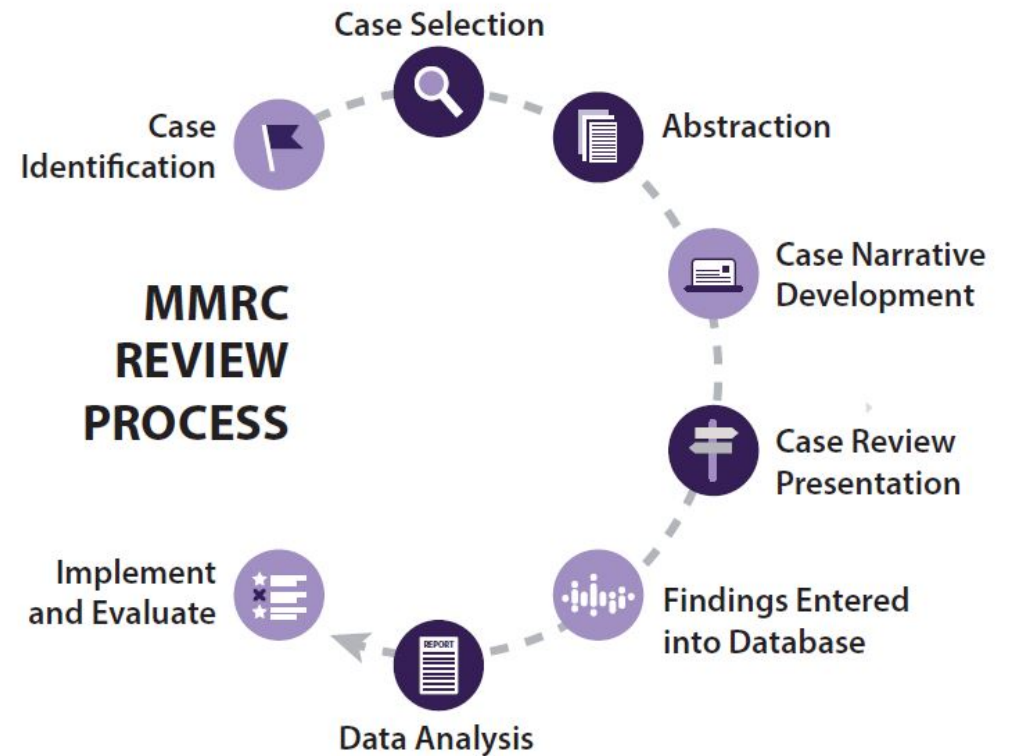 Case Selection
Case
Identification
Abstraction
Case Narrative
Development
MMRC
REVIEW
PROCESS
Case Review
Presentation
Implement
and Evaluate
Findings Entered
into Database
REPORT
Data Analysis